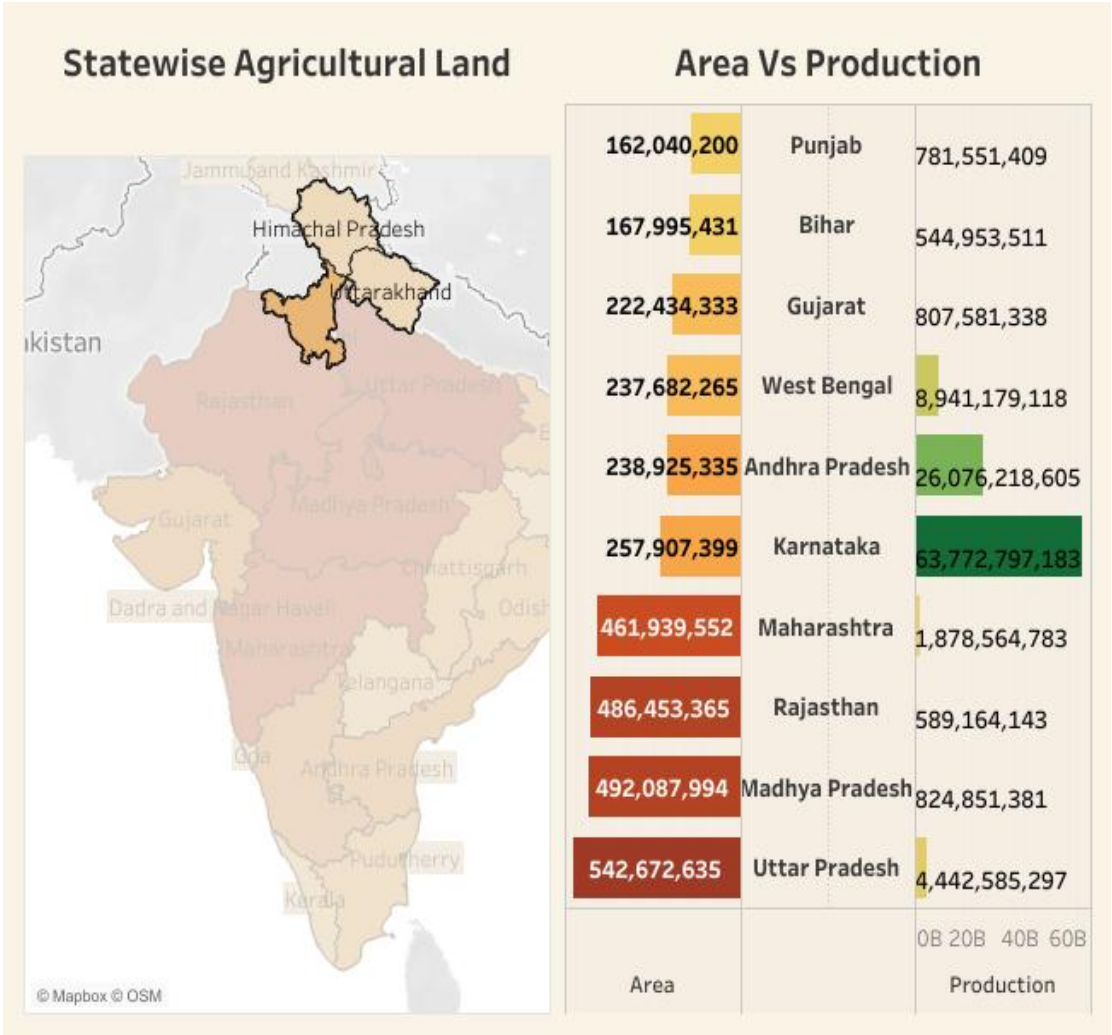 Statewise Agricultural Land
Area Vs Production
Jammu and Kashmir
Himachal Pradesh
Uttarakhand
akistan
Rajasthan
Uttar Pradesh
Madhya Pradesh
Gujarat
Chhattisgarh
Dadra and Nagar Haveli
Odish
Maharashtra
Telangana
Goa
Andhra Pradesh
Puducherry
Kerala
© Mapbox © OSM
162,040,200 Punjab 781,551,409
167,995,431 Bihar 544,953,511
222,434,333 Gujarat 807,581,338
237,682,265 West Bengal 8,941,179,118
238,925,335 Andhra Pradesh 26,076,218,605
257,907,399 Karnataka 63,772,797,183
461,939,552 Maharashtra 1,878,564,783
486,453,365 Rajasthan 589,164,143
492,087,994 Madhya Pradesh 824,851,381
542,672,635 Uttar Pradesh 4,442,585,297
0B 20B 40B 60B
Area Production